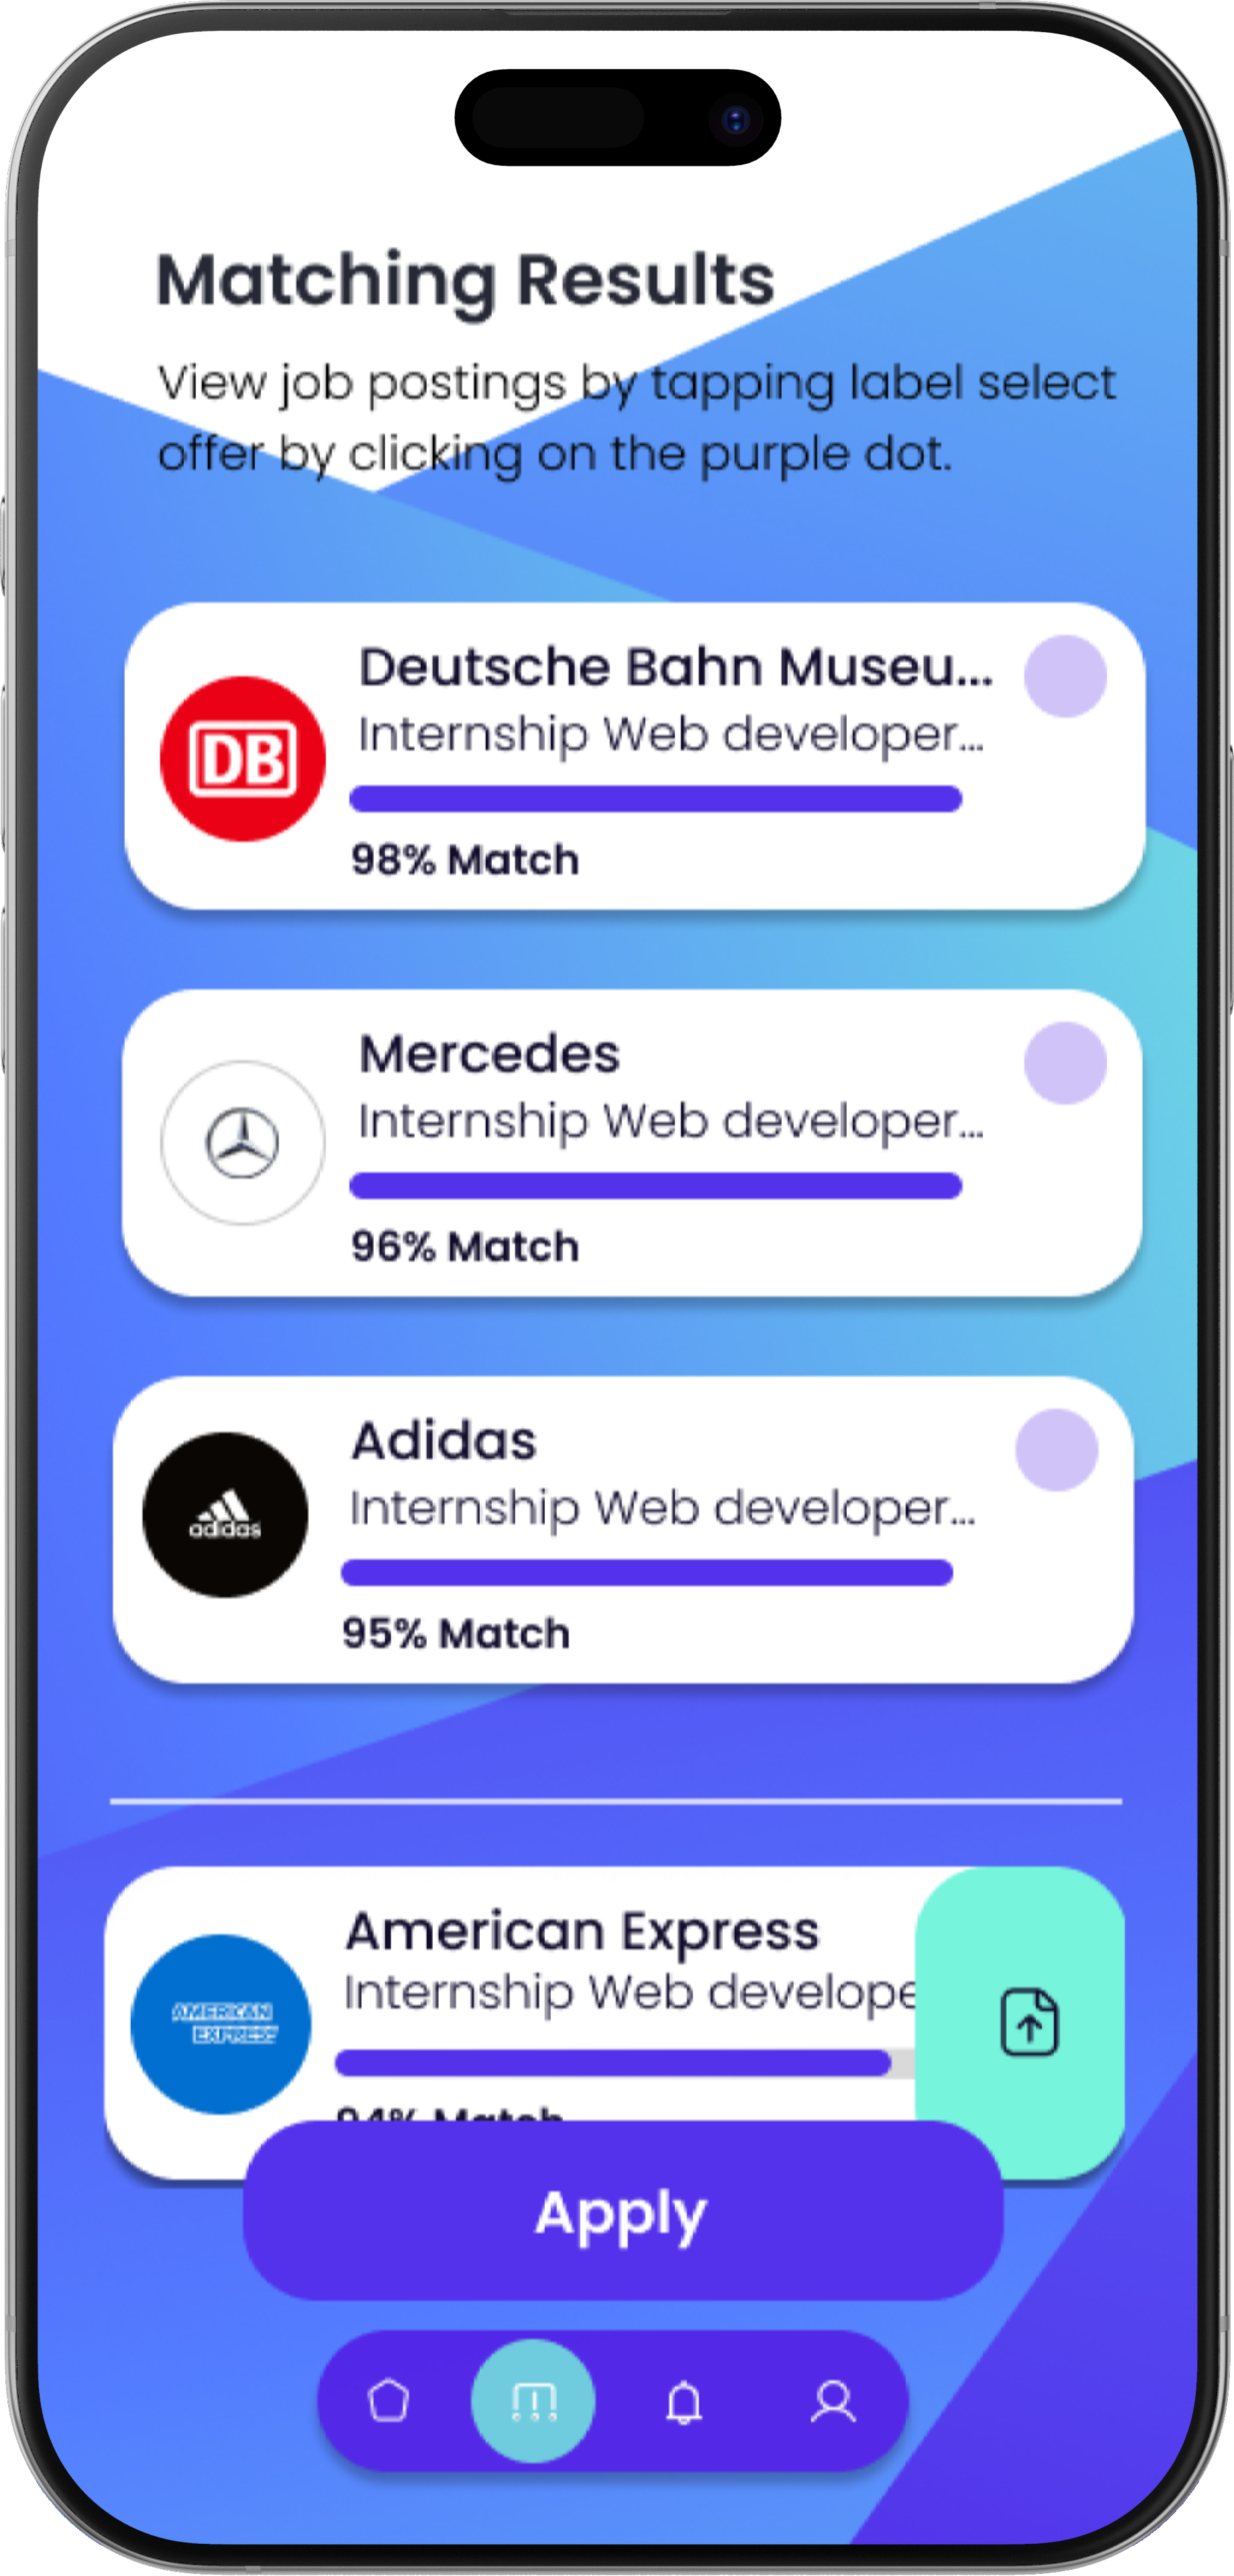 Matching Results
View job postings by tapping label select
offer by clicking on the purple dot.
Deutsche Bahn Museu...
Internship Web developer...
DB
98% Match
Mercedes
Internship Web developer...
96% Match
Adidas
Internship Web developer...
adidas
95% Match
American Express
Internship Web develope
AMERICAN
EXPRESS
94% Match
Apply